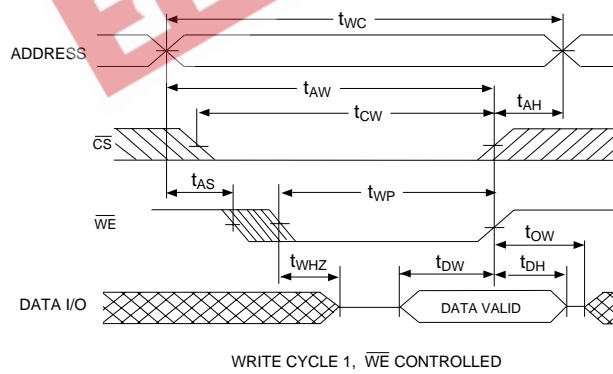 tWC
ADDRESS
tAW
tAH
tCW
CS
tAS
tWP
WE
tOW
tWHZ
tDW
tDH
DATA I/O
DATA VALID
WRITE CYCLE 1, WE CONTROLLED